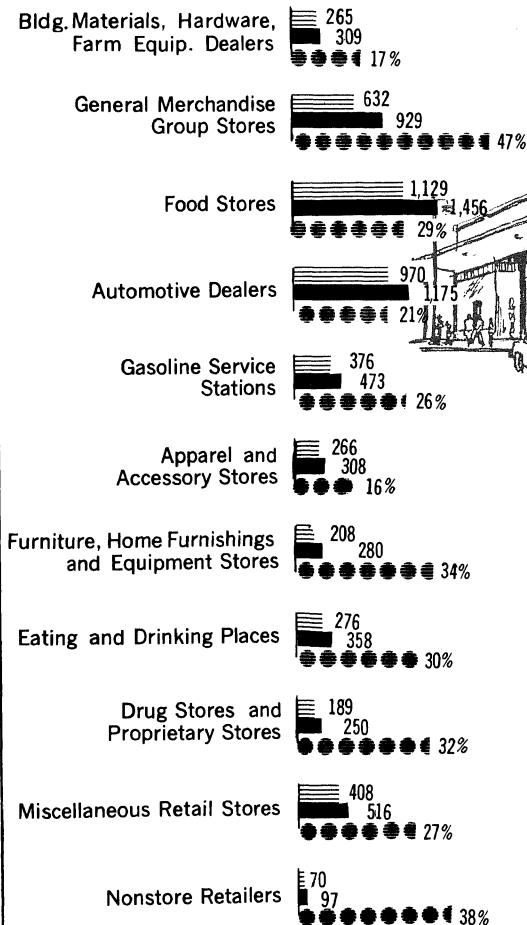 Bldg. Materials, Hardware,
Farm Equip. Dealers
265
309
17%
General Merchandise
Group Stores
632
929
47%
Food Stores
1,129
1,456
29%
Automotive Dealers
970
1175
21%
Gasoline Service
Stations
376
473
26%
Apparel and
Accessory Stores
266
308
16%
Furniture, Home Furnishings
and Equipment Stores
208
280
34%
Eating and Drinking Places
276
358
30%
Drug Stores and
Proprietary Stores
189
250
32%
Miscellaneous Retail Stores
408
516
27%
Nonstore Retailers
70
97
38%